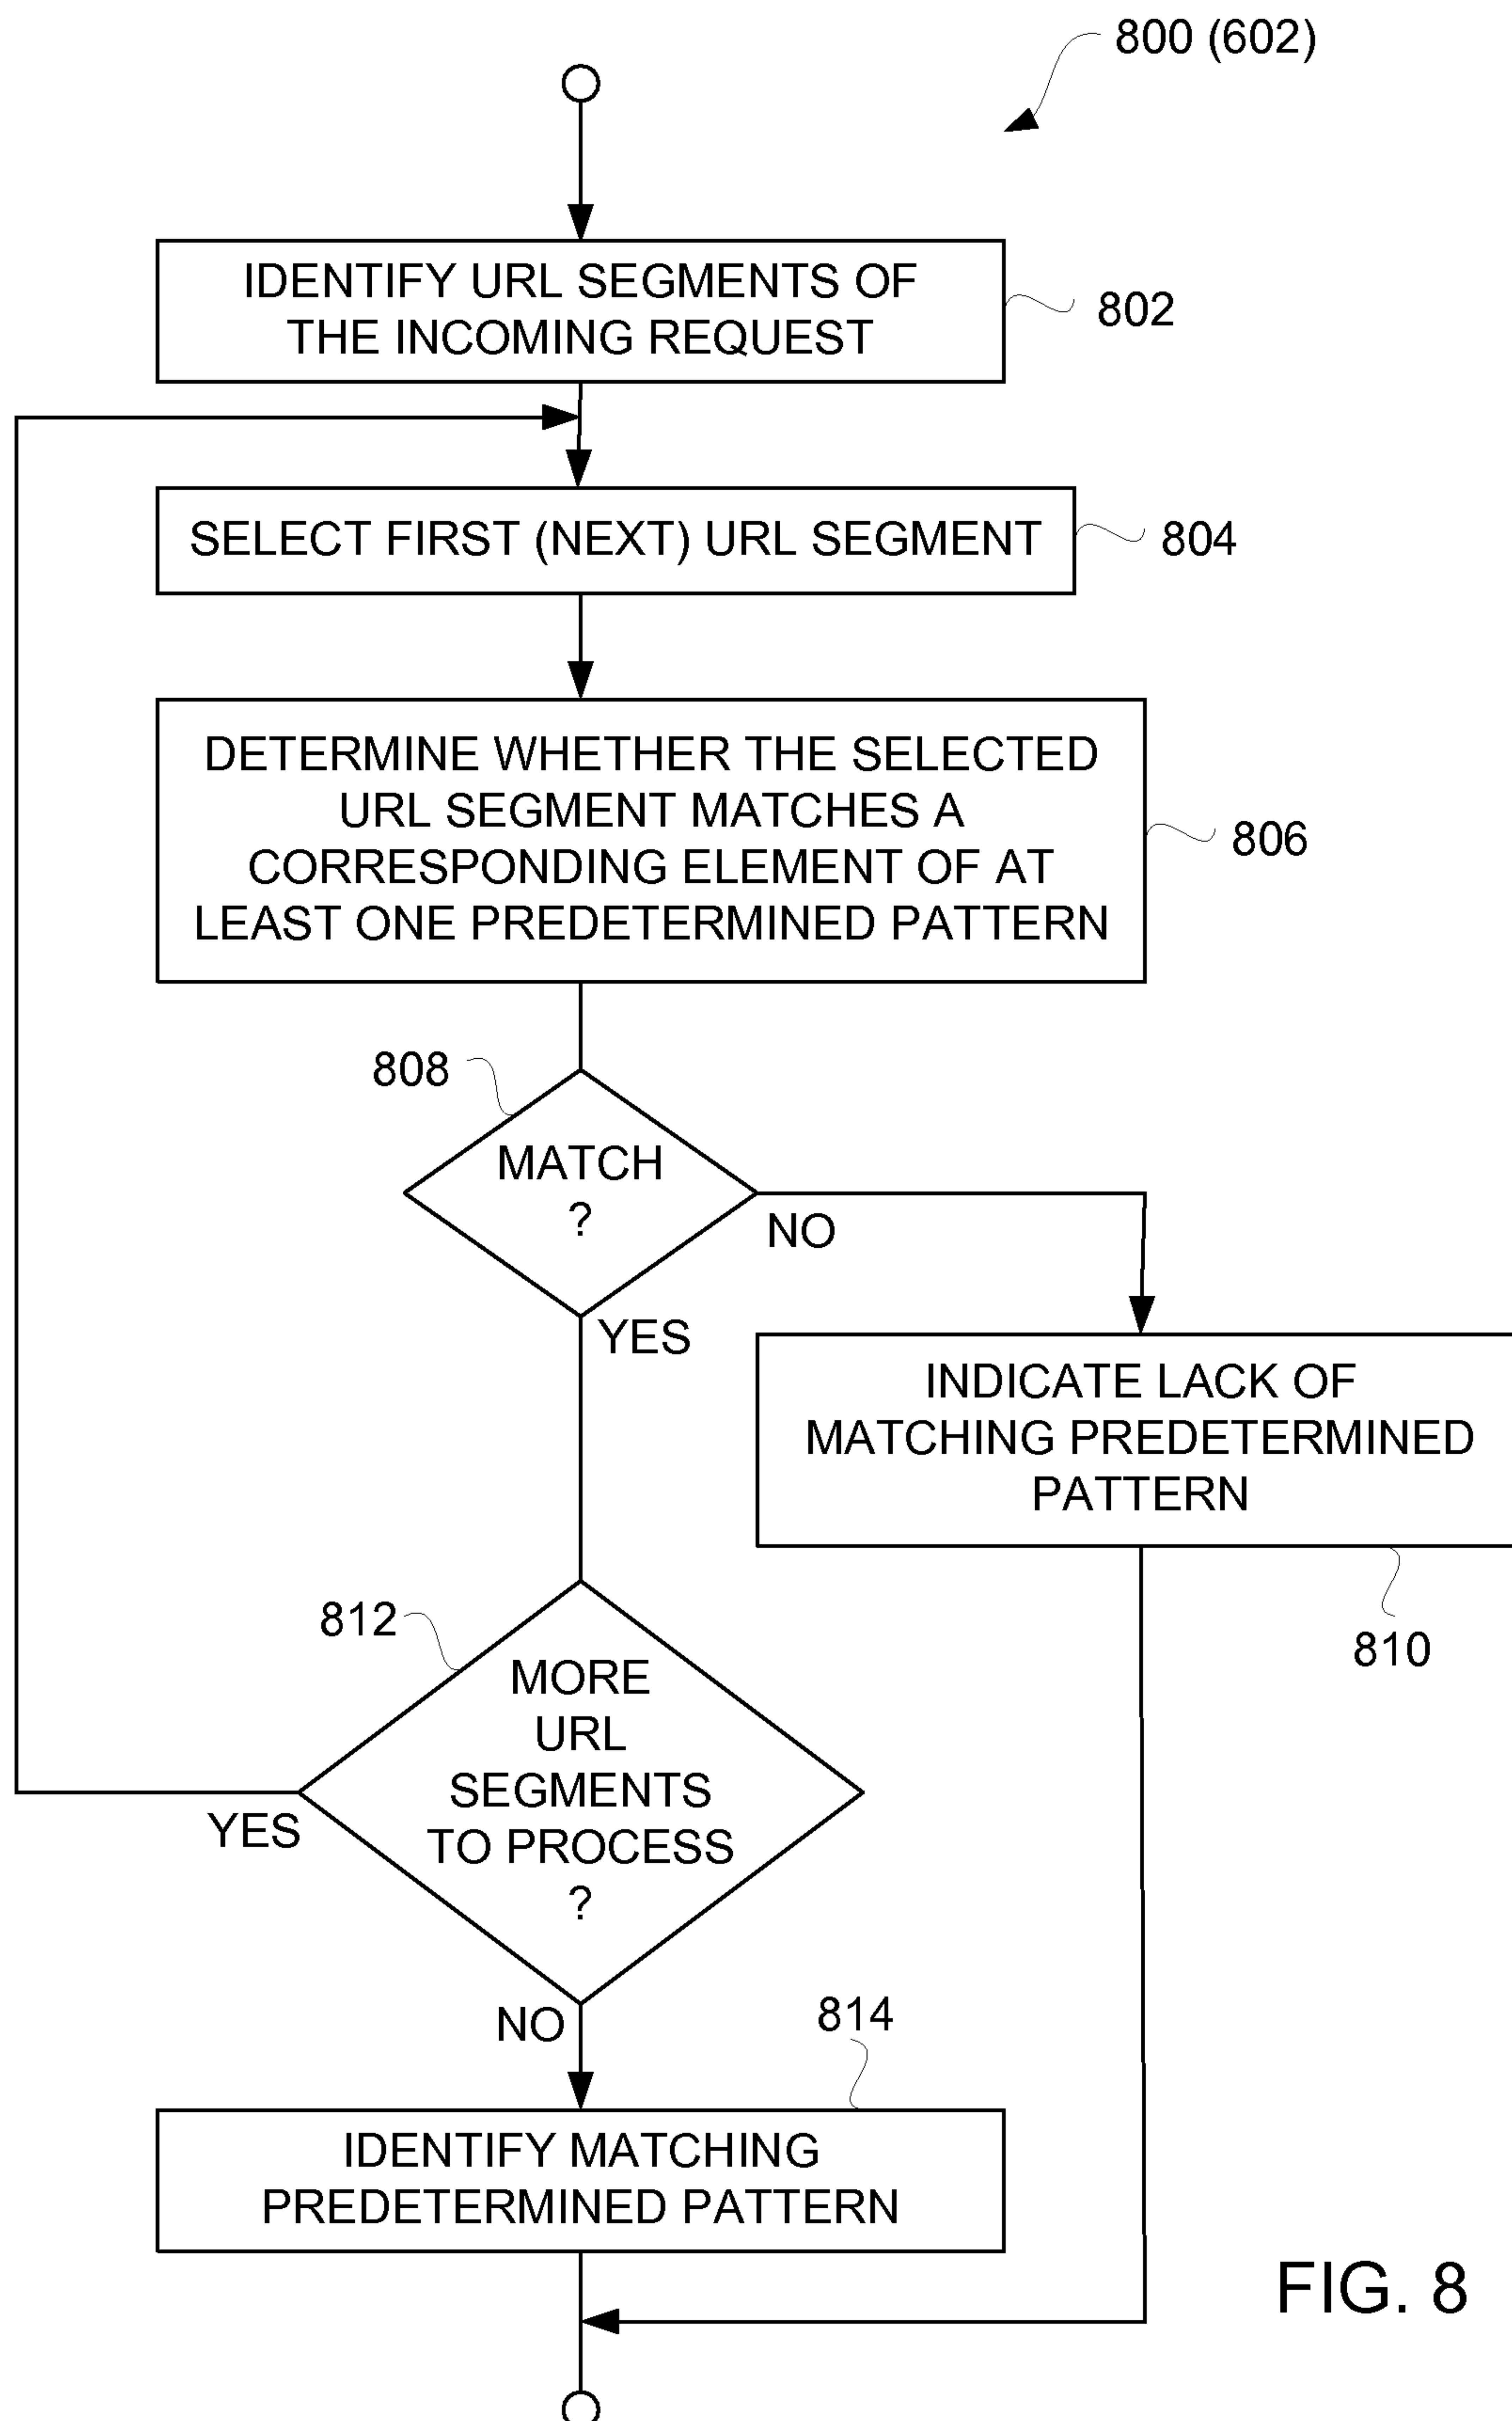 800 (602)
IDENTIFY URL SEGMENTS OF
THE INCOMING REQUEST
802
SELECT FIRST (NEXT) URL SEGMENT
804
DETERMINE WHETHER THE SELECTED
URL SEGMENT MATCHES A
CORRESPONDING ELEMENT OF AT
LEAST ONE PREDETERMINED PATTERN
806
808
MATCH
?
NO
YES
INDICATE LACK OF
MATCHING PREDETERMINED
PATTERN
810
812
MORE
URL
SEGMENTS
TO PROCESS
?
YES
NO
814
IDENTIFY MATCHING
PREDETERMINED PATTERN
FIG. 8